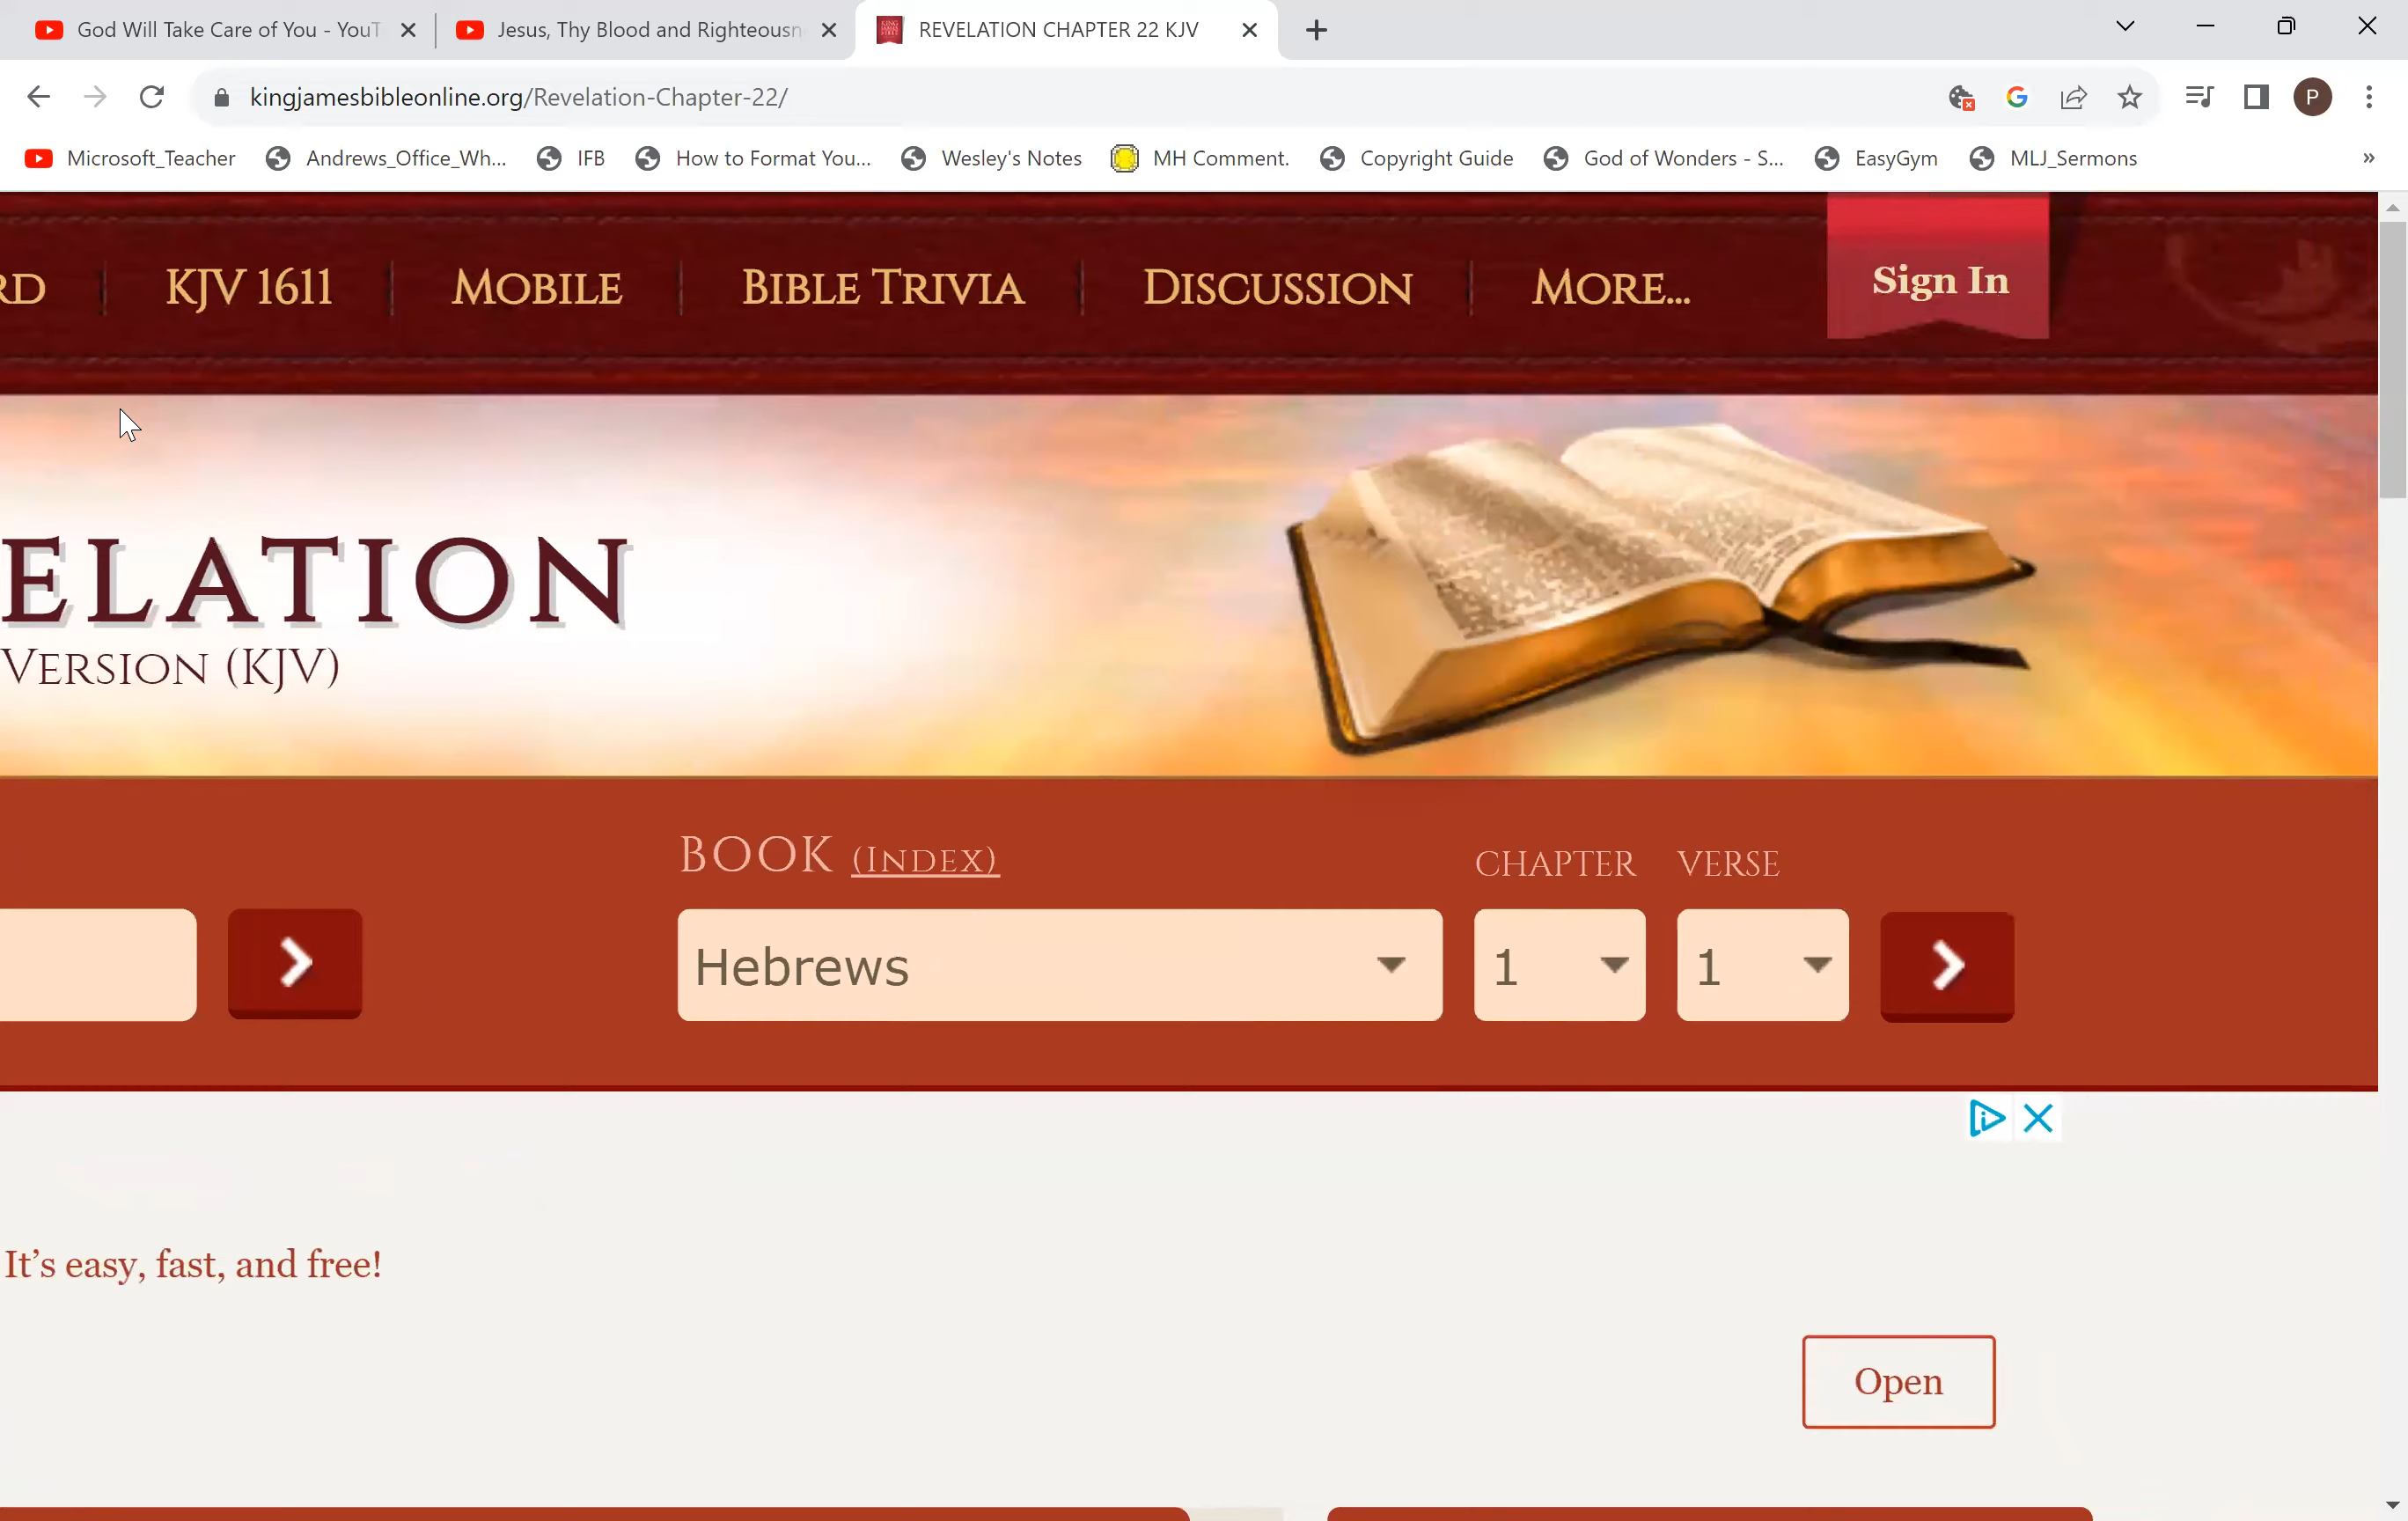 God Will Take Care of You - YouT
Jesus, Thy Blood and Righteousn
REVELATION CHAPTER 22 KJV
kingjamesbibleonline.org/Revelation-Chapter-22/
P
Microsoft_Teacher
Andrews_Office_Wh...
IFB
How to Format You...
Wesley's Notes
MH Comment.
Copyright Guide
God of Wonders - S...
EasyGym
MLJ_Sermons
»
RD
KJV 1611
Mobile
Bible Trivia
Discussion
More...
Sign In
ELATION
Version (KJV)
BOOK (Index)
CHAPTER
VERSE
Hebrews
1
1
It’s easy, fast, and free!
Open